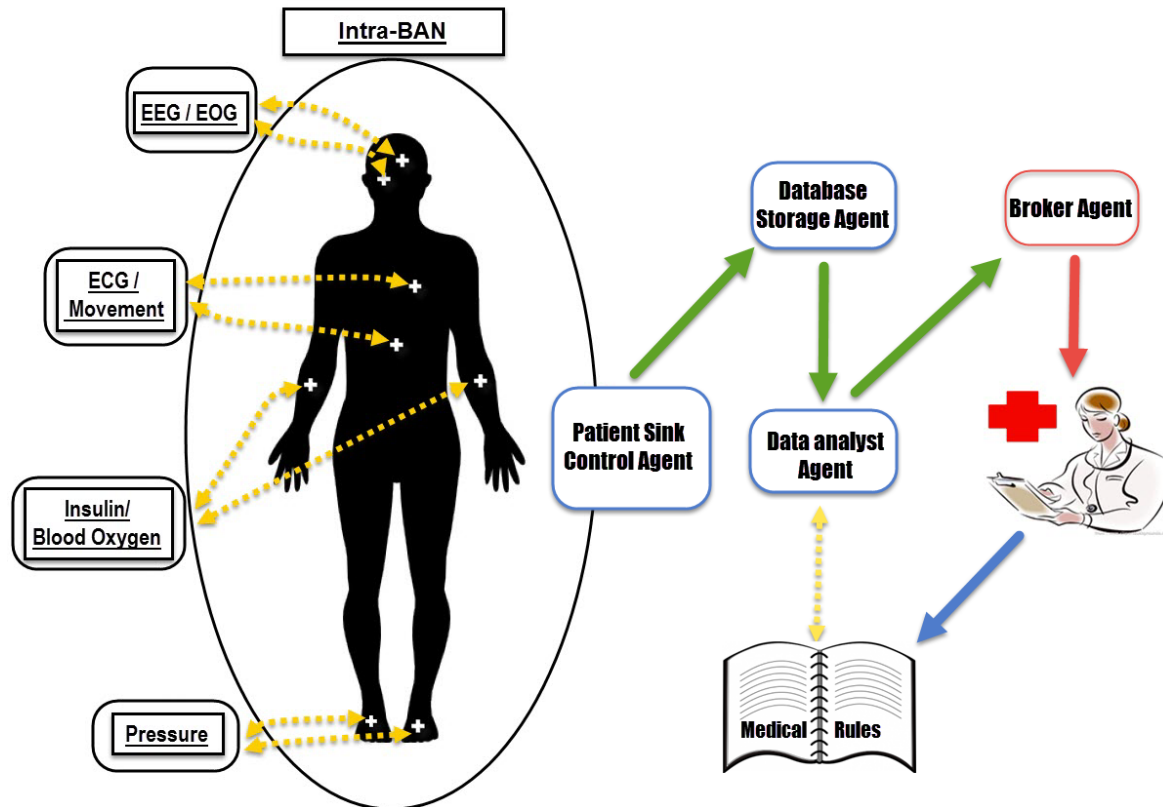 Intra-BAN
EEG / EOG
ECG /
Movement
Insulin/
Blood Oxygen
Pressure
Patient Sink
Control Agent
Database
Storage Agent
Data analyst
Agent
Broker Agent
Medical Rules